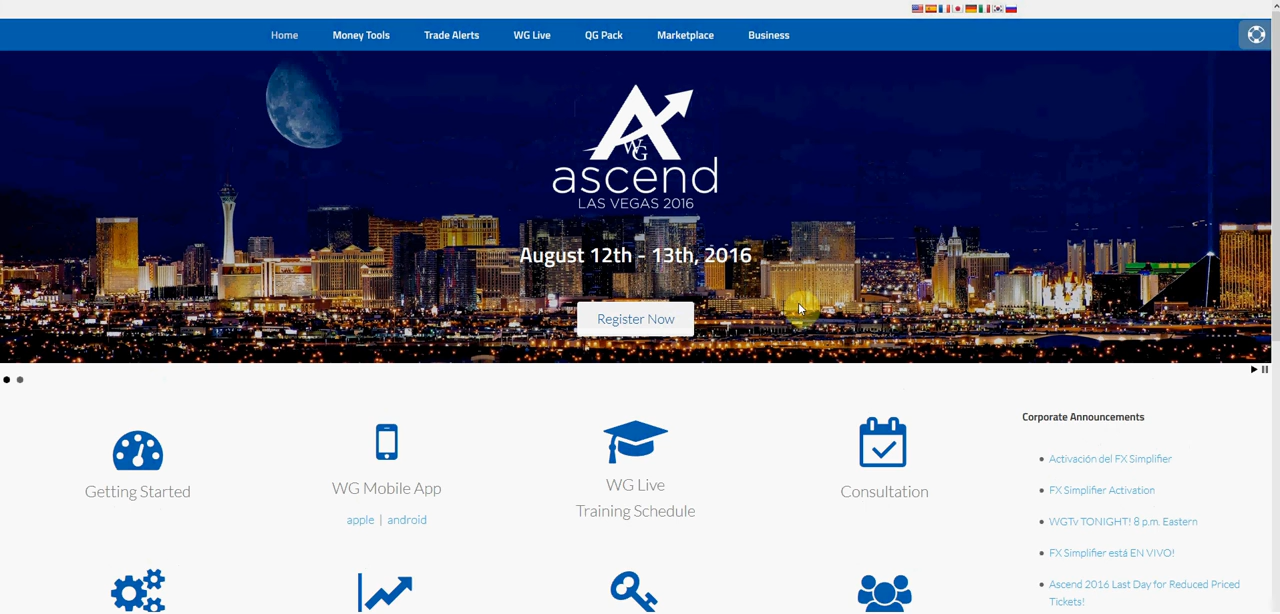 Home Money Tools Trade Alerts WG Live QG Pack Marketplace Business
WG
ascend
LAS VEGAS 2016
August 12th - 13th, 2016
Register Now
Getting Started
WG Mobile App
apple | android
WG Live
Training Schedule
Consultation
Corporate Announcements
Activación del FX Simplifier
FX Simplifier Activation
WGTv TONIGHT! 8 p.m. Eastern
FX Simplifier está EN VIVO!
Ascend 2016 Last Day for Reduced Priced
Tickets!